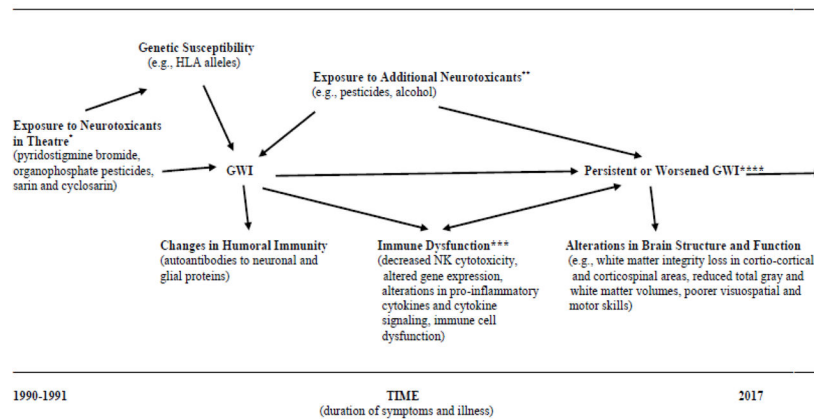 Genetic Susceptibility
(e.g., HLA alleles)
Exposure to Additional Neurotoxicants**
(e.g., pesticides, alcohol)
Exposure to Neurotoxicants
in Theatre*
(pyridostigmine bromide,
organophosphate pesticides,
sarin and cyclosarin)
GWI
Persistent or Worsened GWI****
Changes in Humoral Immunity
(autoantibodies to neuronal and
glial proteins)
Immune Dysfunction***
(decreased NK cytotoxicity,
altered gene expression,
alterations in pro-inflammatory
cytokines and cytokine
signaling, immune cell
dysfunction)
Alterations in Brain Structure and Function
(e.g., white matter integrity loss in cortio-cortical
and corticospinal areas, reduced total gray and
white matter volumes, poorer visuospatial and
motor skills)
1990-1991
TIME
(duration of symptoms and illness)
2017